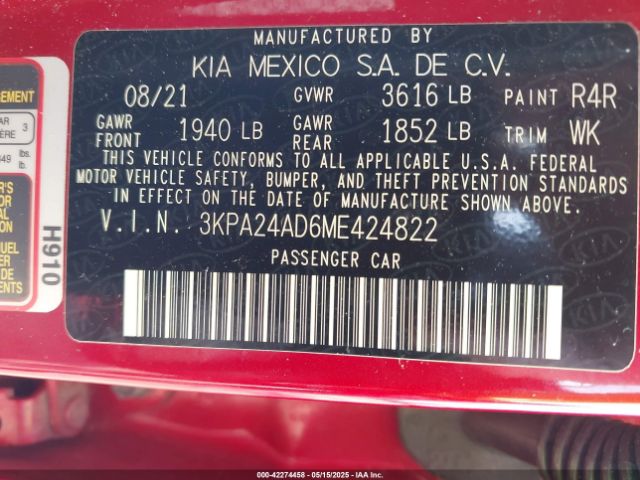 MANUFACTURED BY
KIA MEXICO S.A. DE C.V.
08/21 GVWR 3616 LB PAINT R4R
GAWR FRONT 1940 LB GAWR REAR 1852 LB TRIM WK
THIS VEHICLE CONFORMS TO ALL APPLICABLE U.S.A. FEDERAL
MOTOR VEHICLE SAFETY, BUMPER, AND THEFT PREVENTION STANDARDS
IN EFFECT ON THE DATE OF MANUFACTURE SHOWN ABOVE
V.I.N. 3KPA24AD6ME424822
PASSENGER CAR
H910
000-42274458 - 05/15/2025 - IAAI, Inc.